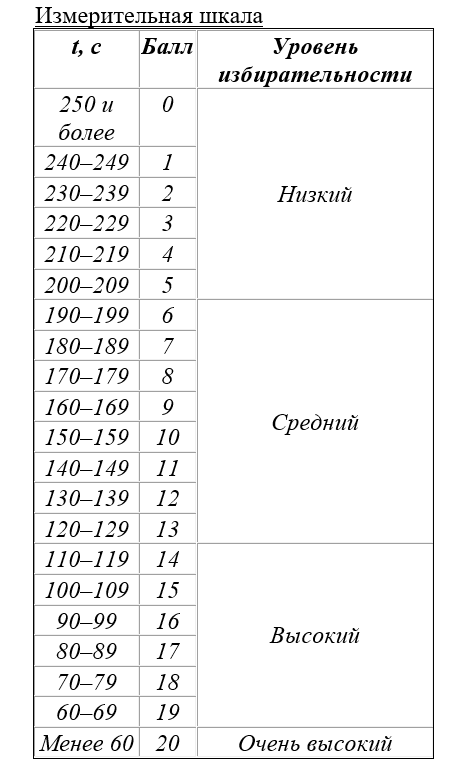 Измерительная шкала
t, с Балл Уровень
избирательности
250 и 0
более
240–249 1
230–239 2
Низкий
220–229 3
210–219 4
200–209 5
190–199 6
180–189 7
170–179 8
160–169 9
Средний
150–159 10
140–149 11
130–139 12
120–129 13
110–119 14
100–109 15
90–99 16
Высокий
80–89 17
70–79 18
60–69 19
Менее 60 20 Очень высокий